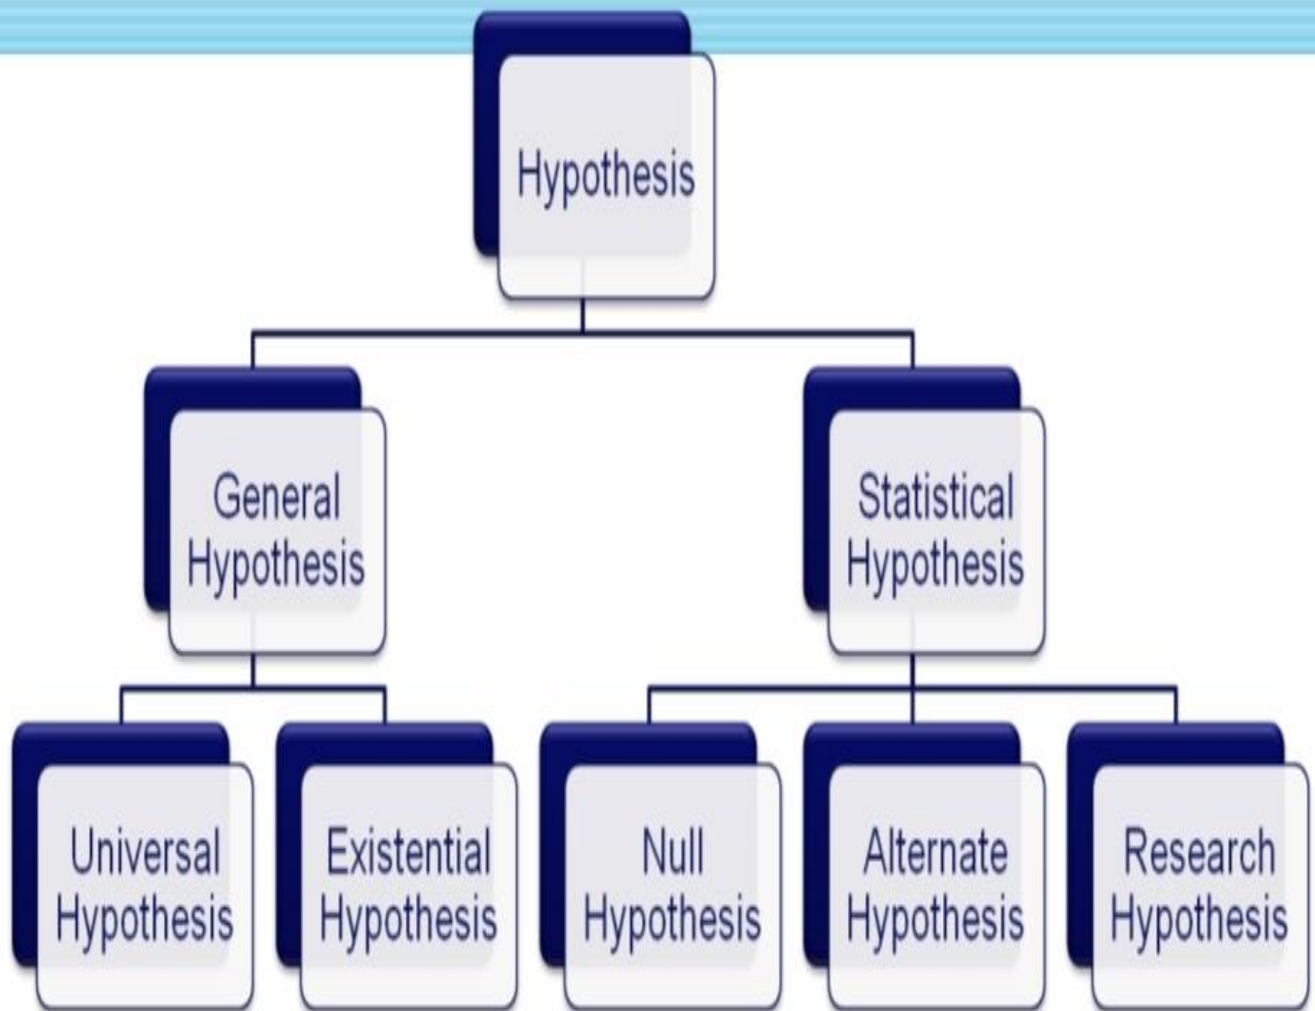 Hypothesis
General
Hypothesis
Statistical
Hypothesis
Universal
Hypothesis
Existential
Hypothesis
Null
Hypothesis
Alternate
Hypothesis
Research
Hypothesis